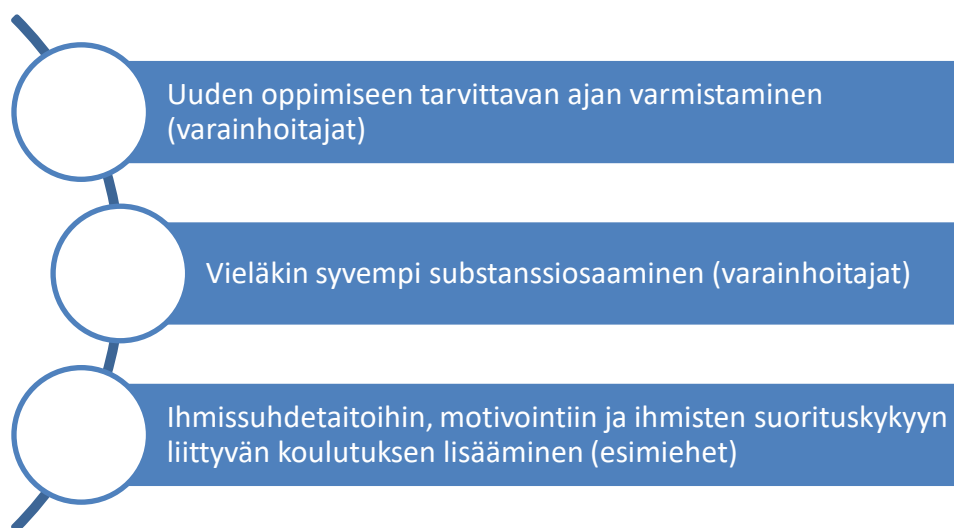 Uuden oppimiseen tarvittavan ajan varmistaminen
(varainhoitajat)
Vieläkin syvempi substanssiosaaminen (varainhoitajat)
Ihmissuhdetaitoihin, motivointiin ja ihmisten suorituskykyyn
liittyvän koulutuksen lisääminen (esimiehet)